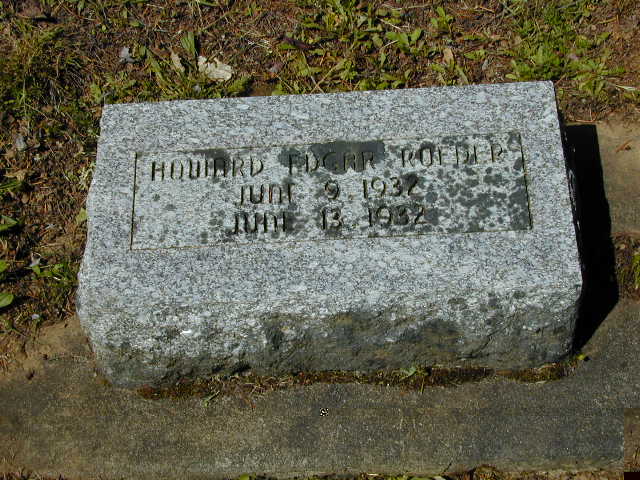 HOWARD EDGAR ROEDER
JUNE 9, 1932
JUNE 13, 1932